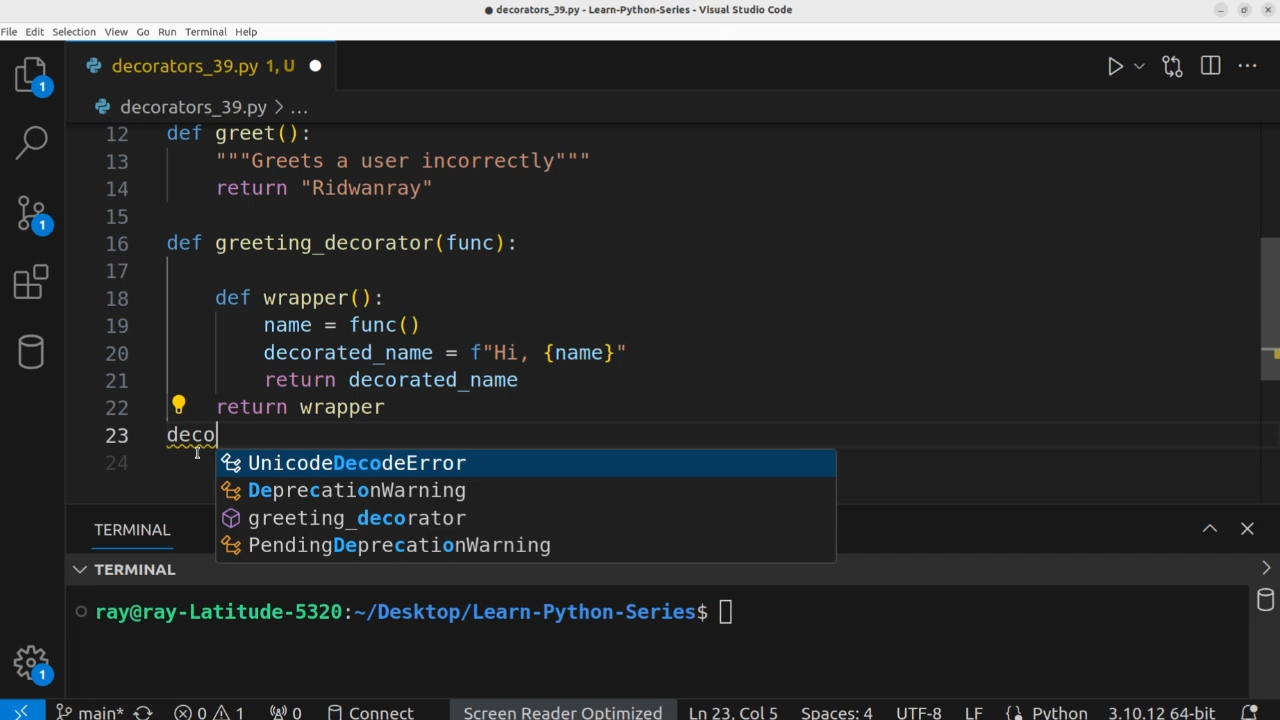 ● decorators_39.py - Learn-Python-Series - Visual Studio Code
File Edit Selection View Go Run Terminal Help
decorators_39.py 1, U
decorators_39.py > ...
12 def greet():
13 """Greets a user incorrectly"""
14 return "Ridwanray"
15
16 def greeting_decorator(func):
17
18 def wrapper():
19 name = func()
20 decorated_name = f"Hi, {name}"
21 return decorated_name
22 return wrapper
23 deco
24
UnicodeDecodeError
DeprecationWarning
greeting_decorator
PendingDeprecationWarning
TERMINAL
TERMINAL
ray@ray-Latitude-5320:~/Desktop/Learn-Python-Series$
1
1
1
main* 0 1 0 Connect Screen Reader Optimized Ln 23, Col 5 Spaces: 4 UTF-8 LF {} Python 3.10.12 64-bit